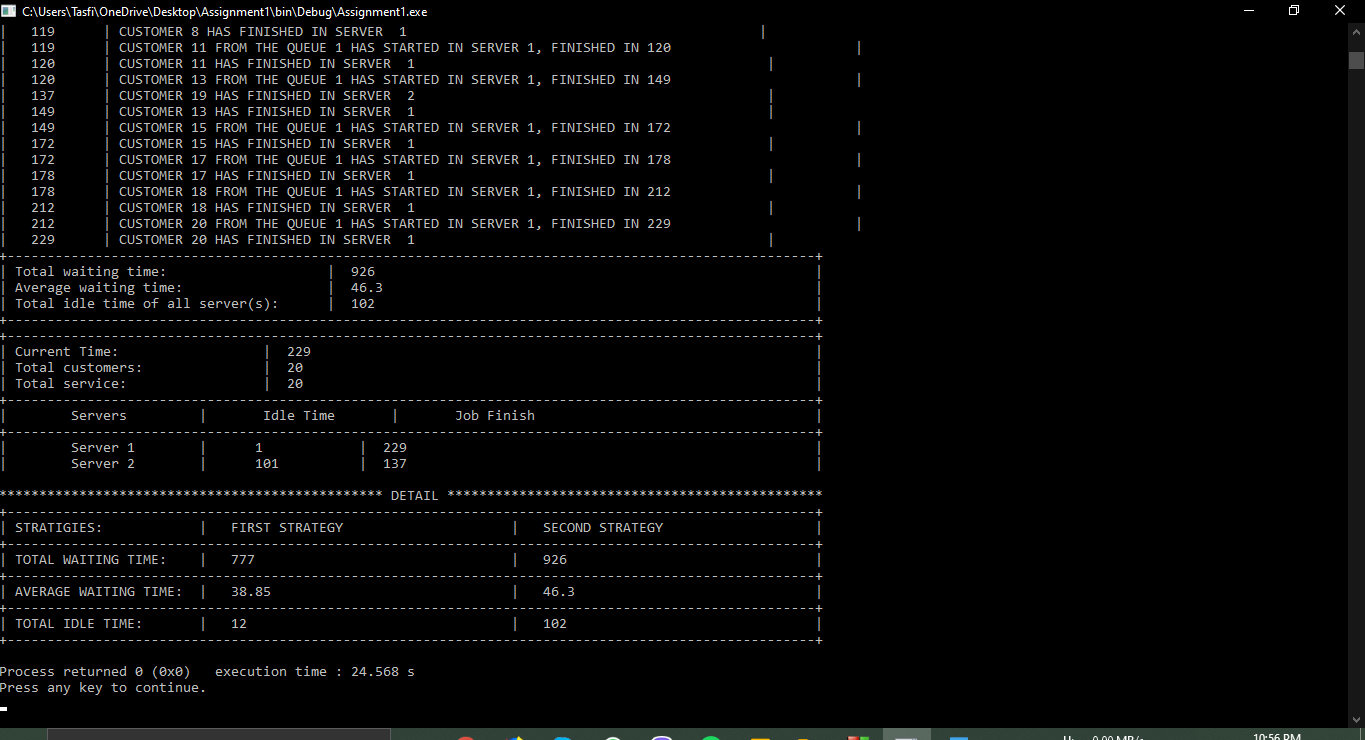 C:\Users\Tasfi\OneDrive\Desktop\Assignment1\bin\Debug\Assignment1.exe
| 119 | CUSTOMER 8 HAS FINISHED IN SERVER 1 |
| 119 | CUSTOMER 11 FROM THE QUEUE 1 HAS STARTED IN SERVER 1, FINISHED IN 120 |
| 120 | CUSTOMER 11 HAS FINISHED IN SERVER 1 |
| 120 | CUSTOMER 13 FROM THE QUEUE 1 HAS STARTED IN SERVER 1, FINISHED IN 149 |
| 137 | CUSTOMER 19 HAS FINISHED IN SERVER 2 |
| 149 | CUSTOMER 13 HAS FINISHED IN SERVER 1 |
| 149 | CUSTOMER 15 FROM THE QUEUE 1 HAS STARTED IN SERVER 1, FINISHED IN 172 |
| 172 | CUSTOMER 15 HAS FINISHED IN SERVER 1 |
| 172 | CUSTOMER 17 FROM THE QUEUE 1 HAS STARTED IN SERVER 1, FINISHED IN 178 |
| 178 | CUSTOMER 17 HAS FINISHED IN SERVER 1 |
| 178 | CUSTOMER 18 FROM THE QUEUE 1 HAS STARTED IN SERVER 1, FINISHED IN 212 |
| 212 | CUSTOMER 18 HAS FINISHED IN SERVER 1 |
| 212 | CUSTOMER 20 FROM THE QUEUE 1 HAS STARTED IN SERVER 1, FINISHED IN 229 |
| 229 | CUSTOMER 20 HAS FINISHED IN SERVER 1 |
| Total waiting time: | 926 |
| Average waiting time: | 46.3 |
| Total idle time of all server(s): | 102 |
| Current Time: | 229 |
| Total customers: | 20 |
| Total service: | 20 |
| Servers | Idle Time | Job Finish |
| Server 1 | 1 | 229 |
| Server 2 | 101 | 137 |
************************************************ DETAIL ***********************************************
| STRATIGIES: | FIRST STRATEGY | SECOND STRATEGY |
| TOTAL WAITING TIME: | 777 | 926 |
| AVERAGE WAITING TIME: | 38.85 | 46.3 |
| TOTAL IDLE TIME: | 12 | 102 |
Process returned 0 (0x0) execution time : 24.568 s
Press any key to continue.
10:56 PM